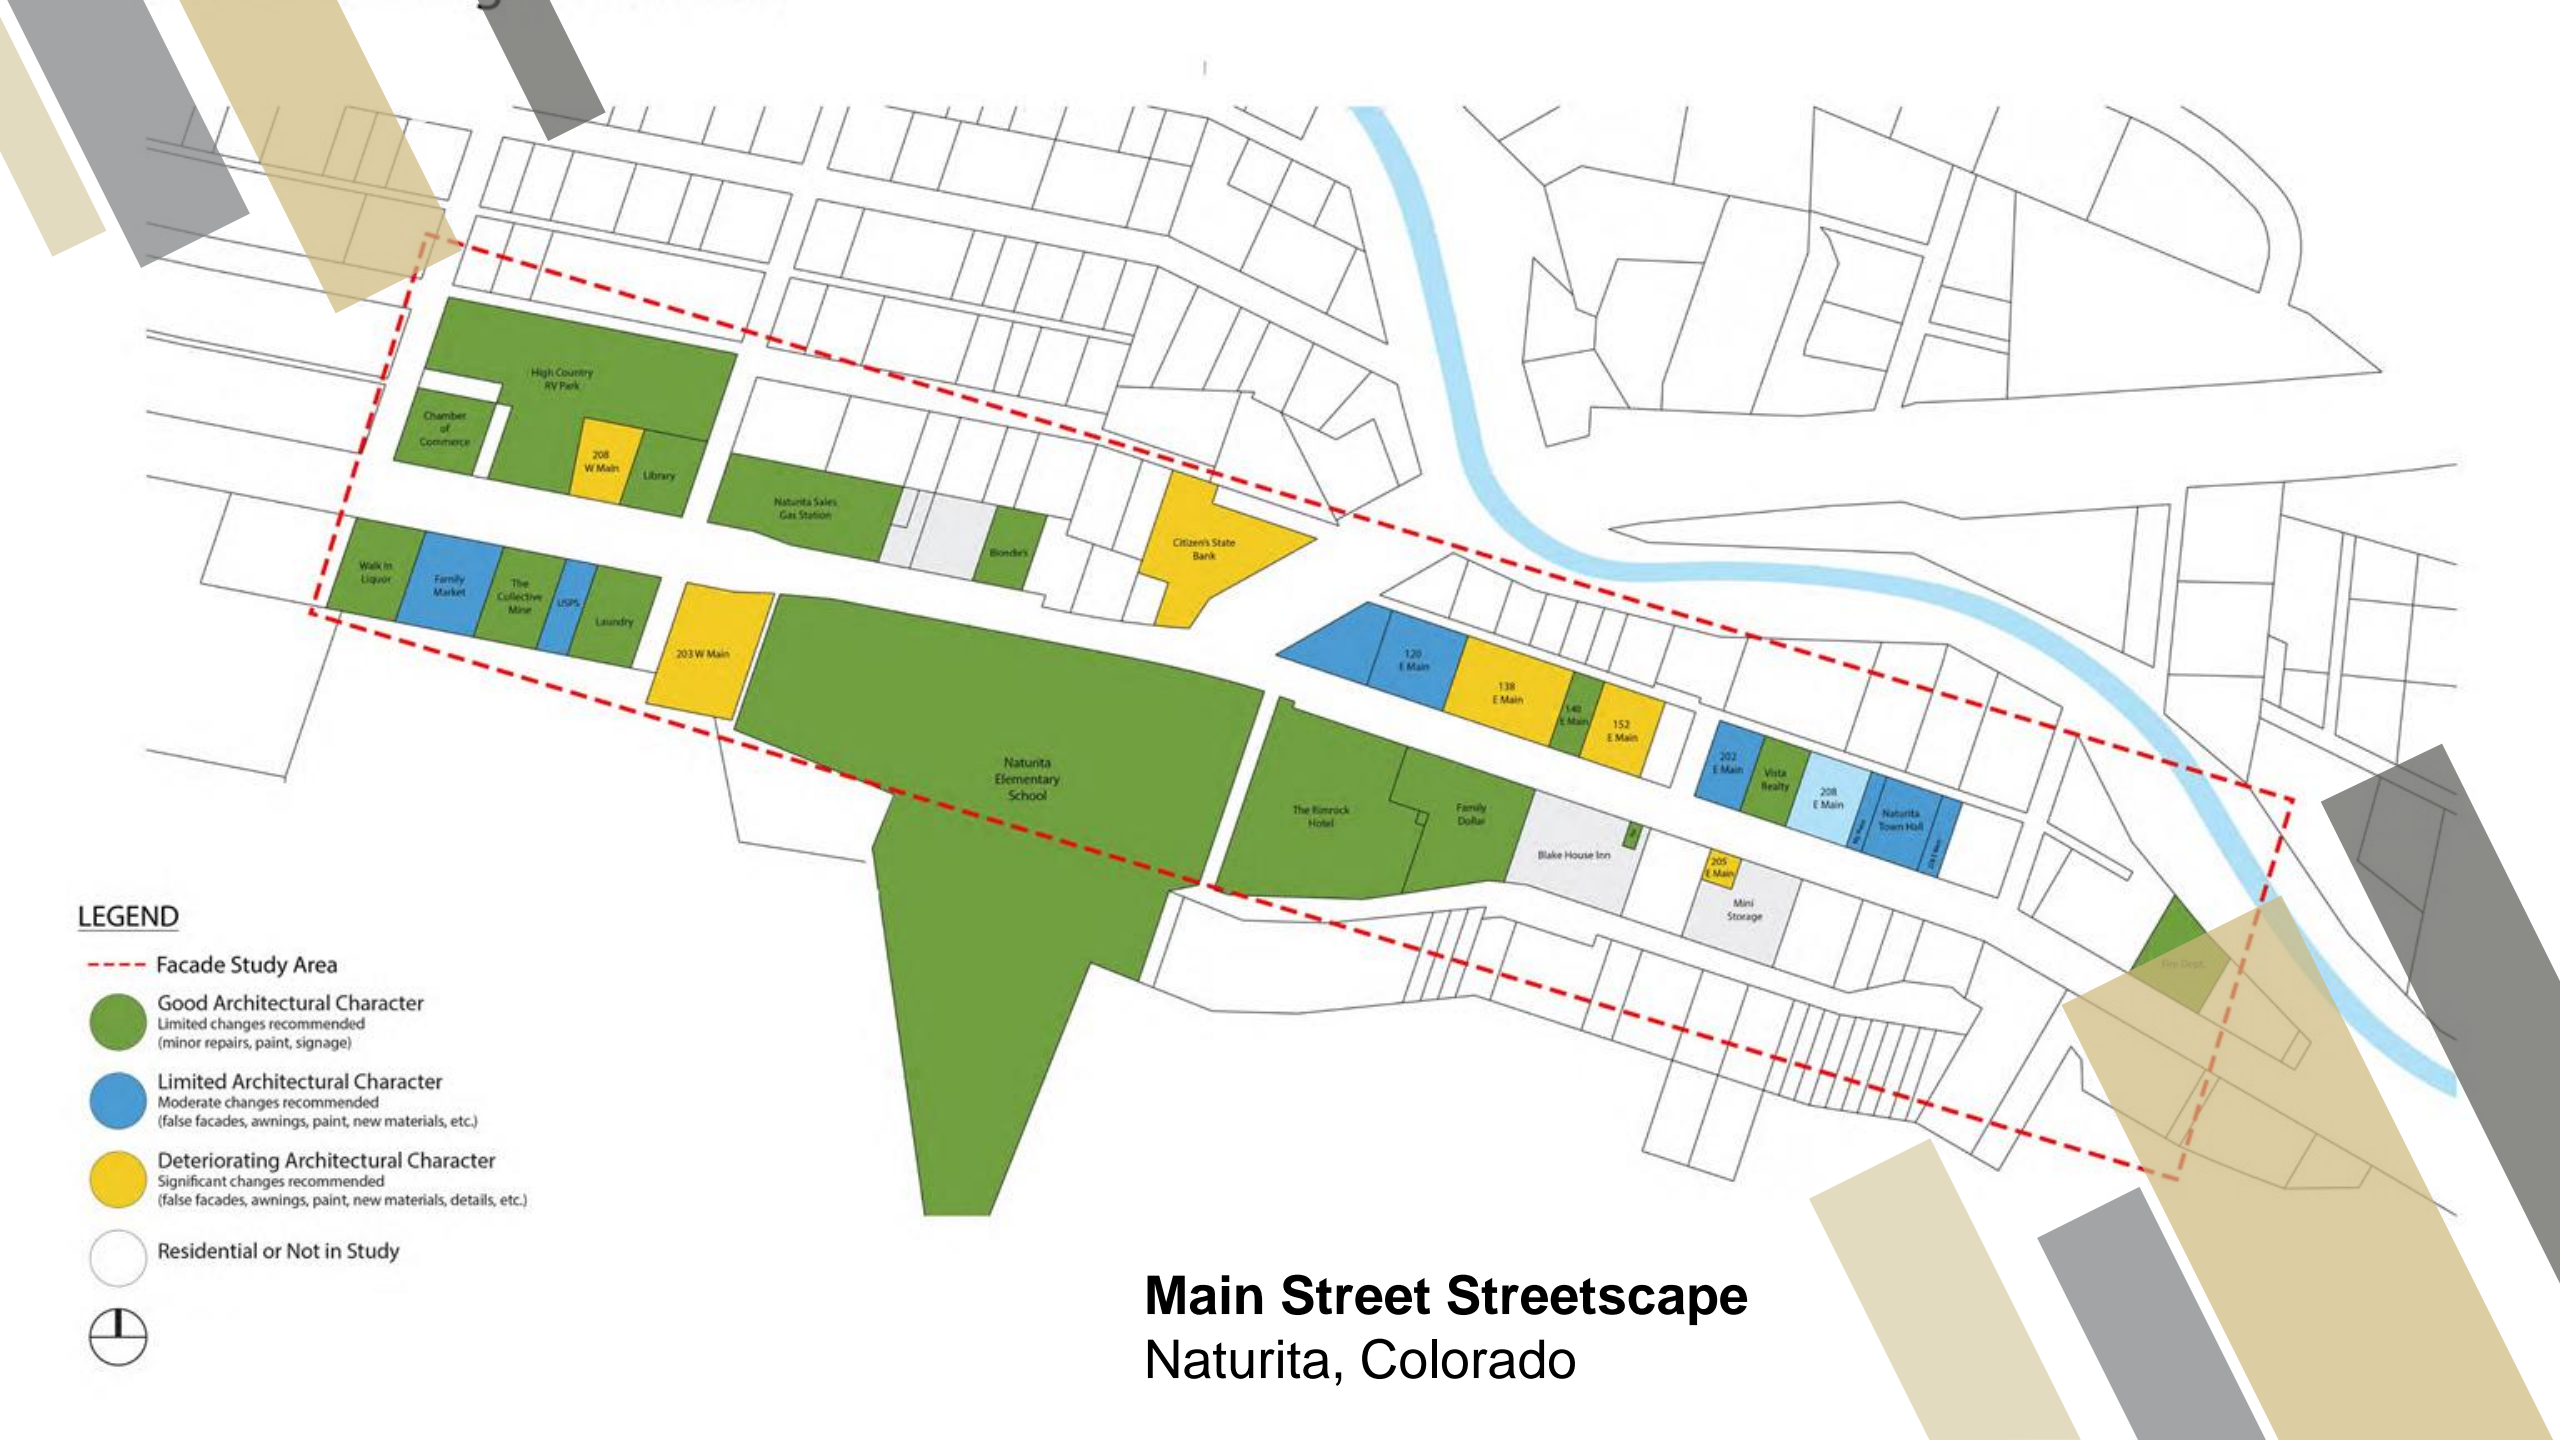 High Country
RV Park
Chamber
of
Commerce
208
W Main
Library
Naturita Sales
Gas Station
Blondie's
Citizen's State
Bank
Walk In
Liquor
Family
Market
The
Collective
Mine
USPS
Laundry
203 W Main
Naturita
Elementary
School
120
E Main
138
E Main
140
E Main
152
E Main
202
E Main
Vista
Realty
208
E Main
Naturita
Town Hall
The Rimrock
Hotel
Family
Dollar
Blake House Inn
205
E Main
Mini
Storage
Fire Dept.
LEGEND
Facade Study Area
Good Architectural Character
Limited changes recommended
(minor repairs, paint, signage)
Limited Architectural Character
Moderate changes recommended
(false facades, awnings, paint, new materials, etc.)
Deteriorating Architectural Character
Significant changes recommended
(false facades, awnings, paint, new materials, details, etc.)
Residential or Not in Study
Main Street Streetscape
Naturita, Colorado